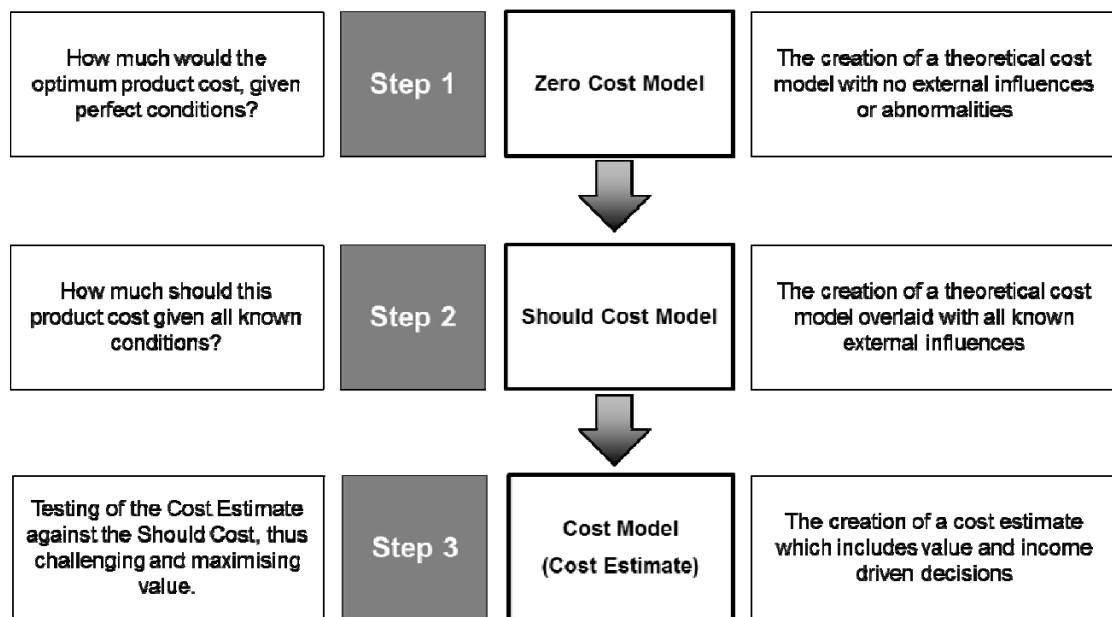 How much would the
optimum product cost, given
perfect conditions?
Step 1
Zero Cost Model
The creation of a theoretical cost
model with no external influences
or abnormalities
How much should this
product cost given all known
conditions?
Step 2
Should Cost Model
The creation of a theoretical cost
model overlaid with all known
external influences
Testing of the Cost Estimate
against the Should Cost, thus
challenging and maximising
value.
Step 3
Cost Model
(Cost Estimate)
The creation of a cost estimate
which includes value and income
driven decisions